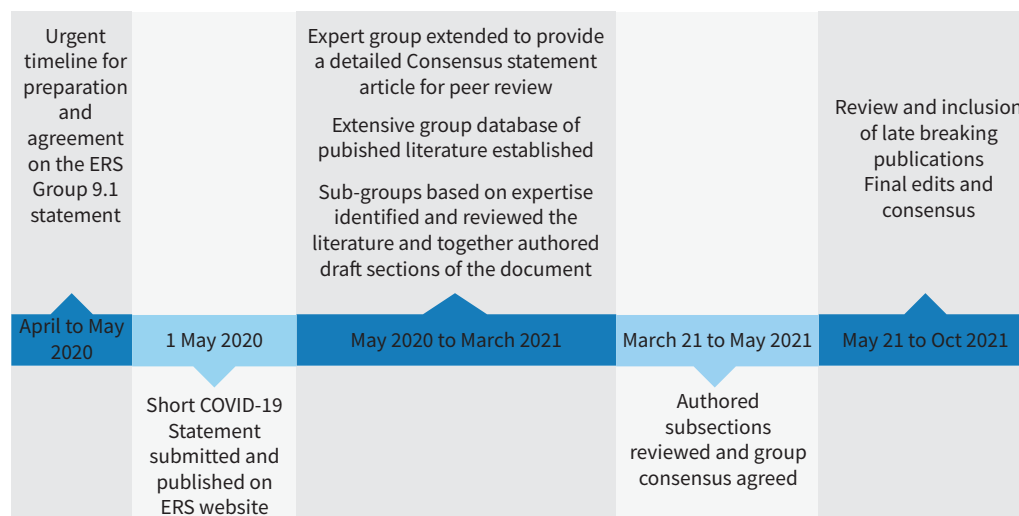 Urgent
timeline for
preparation
and
agreement
on the ERS
Group 9.1
statement
Expert group extended to provide
a detailed Consensus statement
article for peer review
Extensive group database of
pubished literature established
Sub-groups based on expertise
identified and reviewed the
literature and together authored
draft sections of the document
Review and inclusion
of late breaking
publications
Final edits and
consensus
April to May
2020
1 May 2020
May 2020 to March 2021
March 21 to May 2021
May 21 to Oct 2021
Short COVID-19
Statement
submitted and
published on
ERS website
Authored
subsections
reviewed and group
consensus agreed